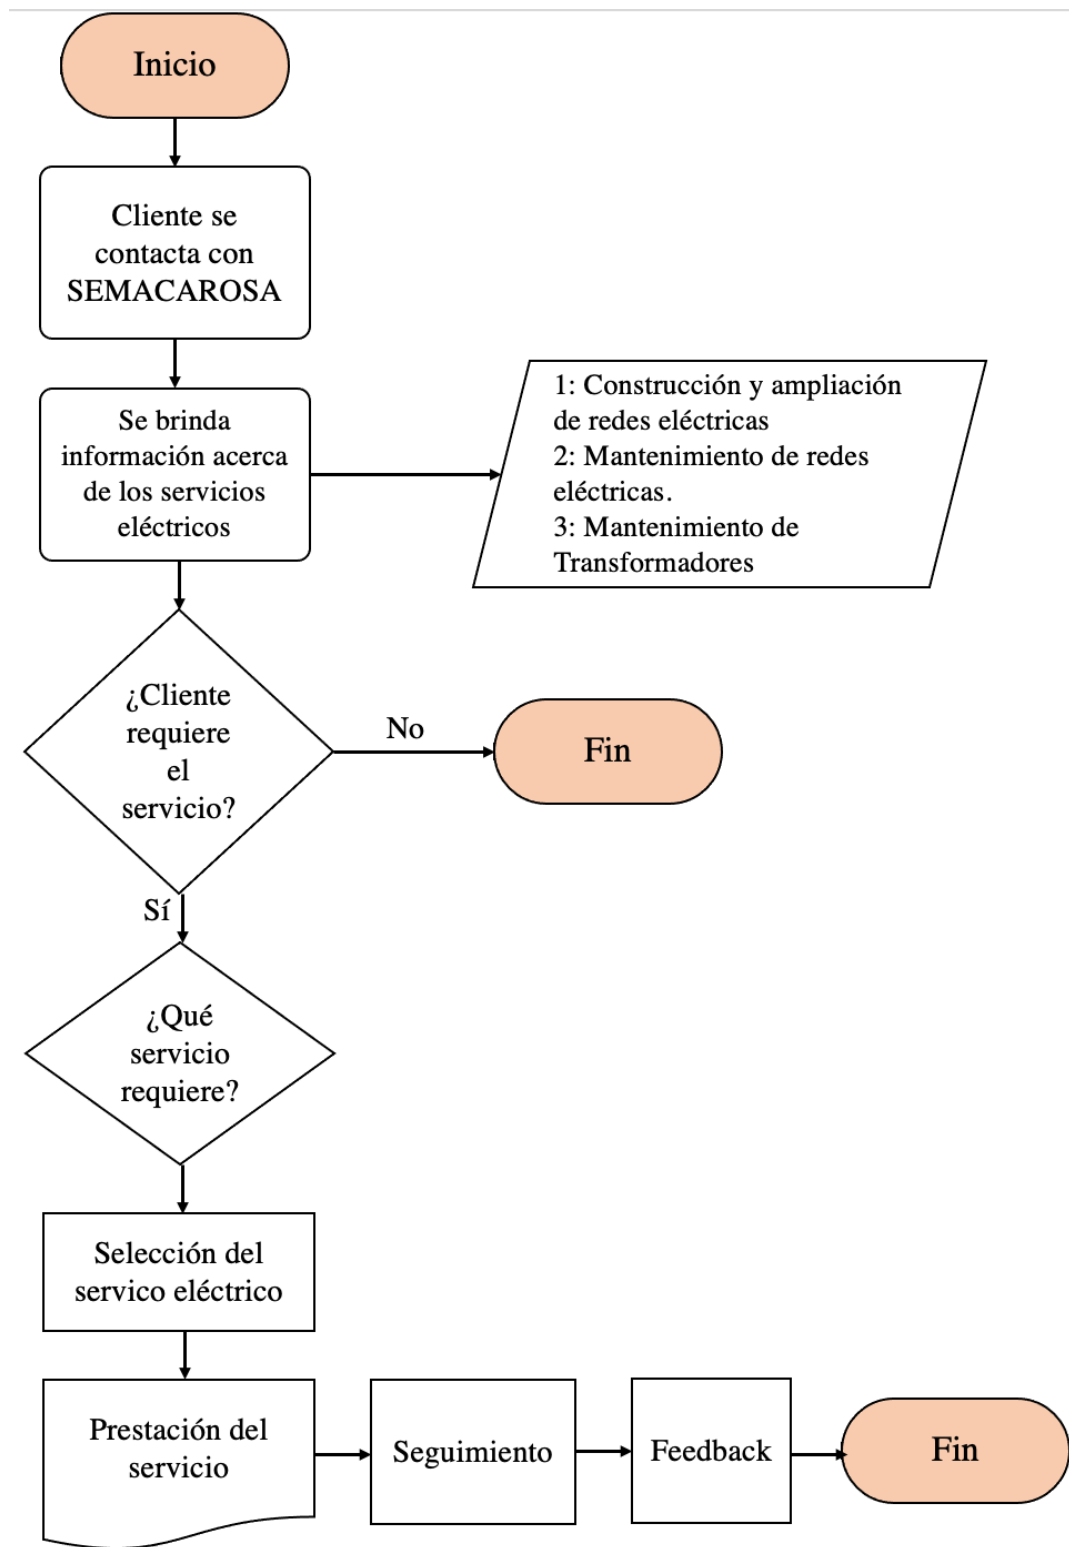 Inicio
Cliente se
contacta con
SEMACAROSA
Se brinda
información acerca
de los servicios
eléctricos
1: Construcción y ampliación
de redes eléctricas
2: Mantenimiento de redes
eléctricas.
3: Mantenimiento de
Transformadores
¿Cliente
requiere
el
servicio?
No
Fin
Sí
¿Qué
servicio
requiere?
Selección del
servico eléctrico
Prestación del
servicio
Seguimiento
Feedback
Fin